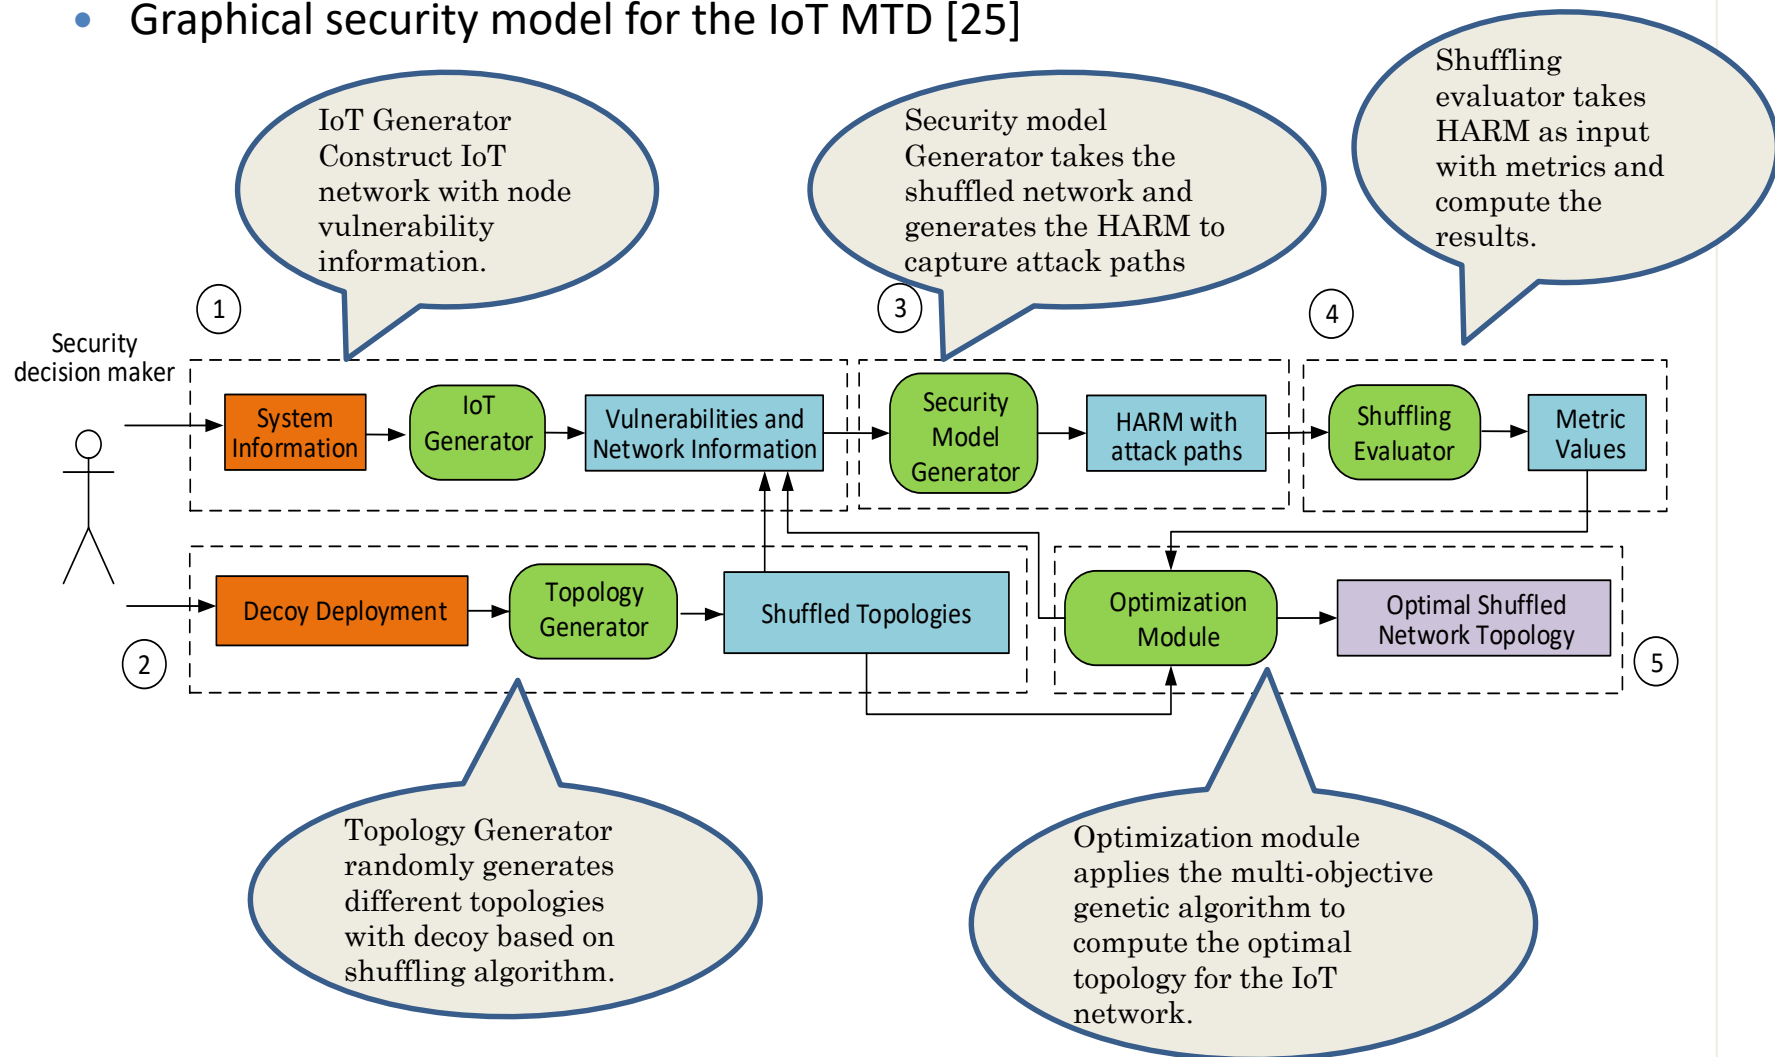 • Graphical security model for the IoT MTD [25]
IoT Generator
Construct IoT
network with node
vulnerability
information.
Security model
Generator takes the
shuffled network and
generates the HARM to
capture attack paths
Shuffling
evaluator takes
HARM as input
with metrics and
compute the
results.
1
3
4
Security
decision maker
System
Information
IoT
Generator
Vulnerabilities and
Network Information
Security
Model
Generator
HARM with
attack paths
Shuffling
Evaluator
Metric
Values
Decoy Deployment
Topology
Generator
Shuffled Topologies
Optimization
Module
Optimal Shuffled
Network Topology
2
5
Topology Generator
randomly generates
different topologies
with decoy based on
shuffling algorithm.
Optimization module
applies the multi-objective
genetic algorithm to
compute the optimal
topology for the IoT
network.